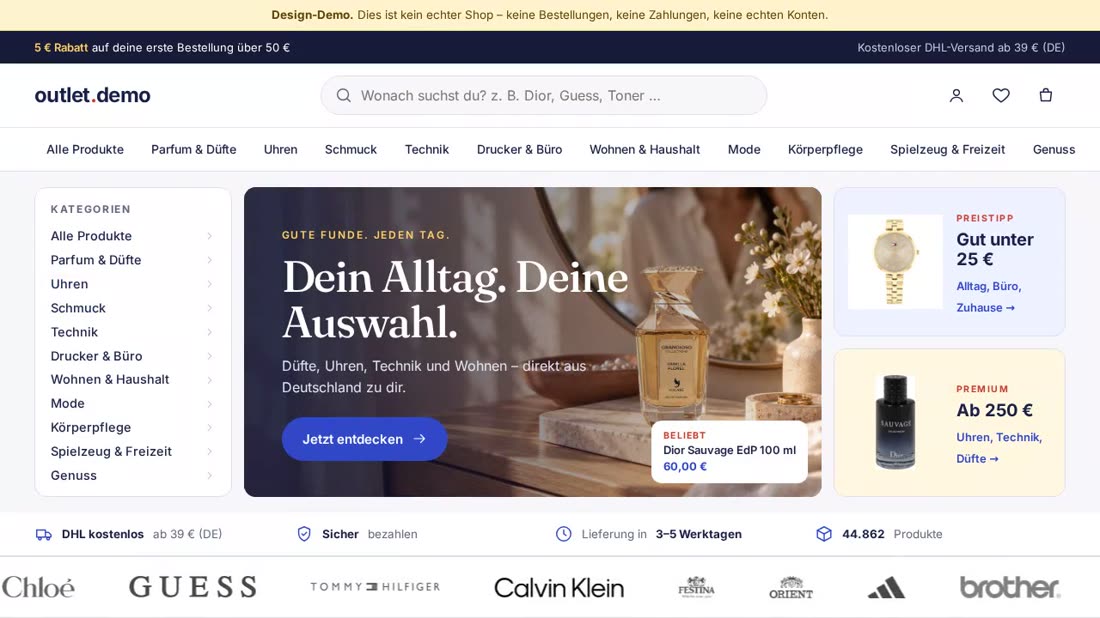 Design-Demo. Dies ist kein echter Shop – keine Bestellungen, keine Zahlungen, keine echten Konten.
5 € Rabatt auf deine erste Bestellung über 50 €
Kostenloser DHL-Versand ab 39 € (DE)
outlet.demo
Wonach suchst du? z. B. Dior, Guess, Toner ...
Alle Produkte
Parfum & Düfte
Uhren
Schmuck
Technik
Drucker & Büro
Wohnen & Haushalt
Mode
Körperpflege
Spielzeug & Freizeit
Genuss
KATEGORIEN
Alle Produkte
Parfum & Düfte
Uhren
Schmuck
Technik
Drucker & Büro
Wohnen & Haushalt
Mode
Körperpflege
Spielzeug & Freizeit
Genuss
GUTE FUNDE. JEDEN TAG.
Dein Alltag. Deine
Auswahl.
Düfte, Uhren, Technik und Wohnen – direkt aus
Deutschland zu dir.
Jetzt entdecken →
BELIEBT
Dior Sauvage EdP 100 ml
60,00 €
PREISTIPP
Gut unter
25 €
Alltag, Büro,
Zuhause →
SAUVAGE
Dior
PREMIUM
Ab 250 €
Uhren, Technik,
Düfte →
DHL kostenlos ab 39 € (DE)
Sicher bezahlen
Lieferung in 3–5 Werktagen
44.862 Produkte
Chloé
GUESS
TOMMY HILFIGER
Calvin Klein
FESTINA
ORIENT
brother.